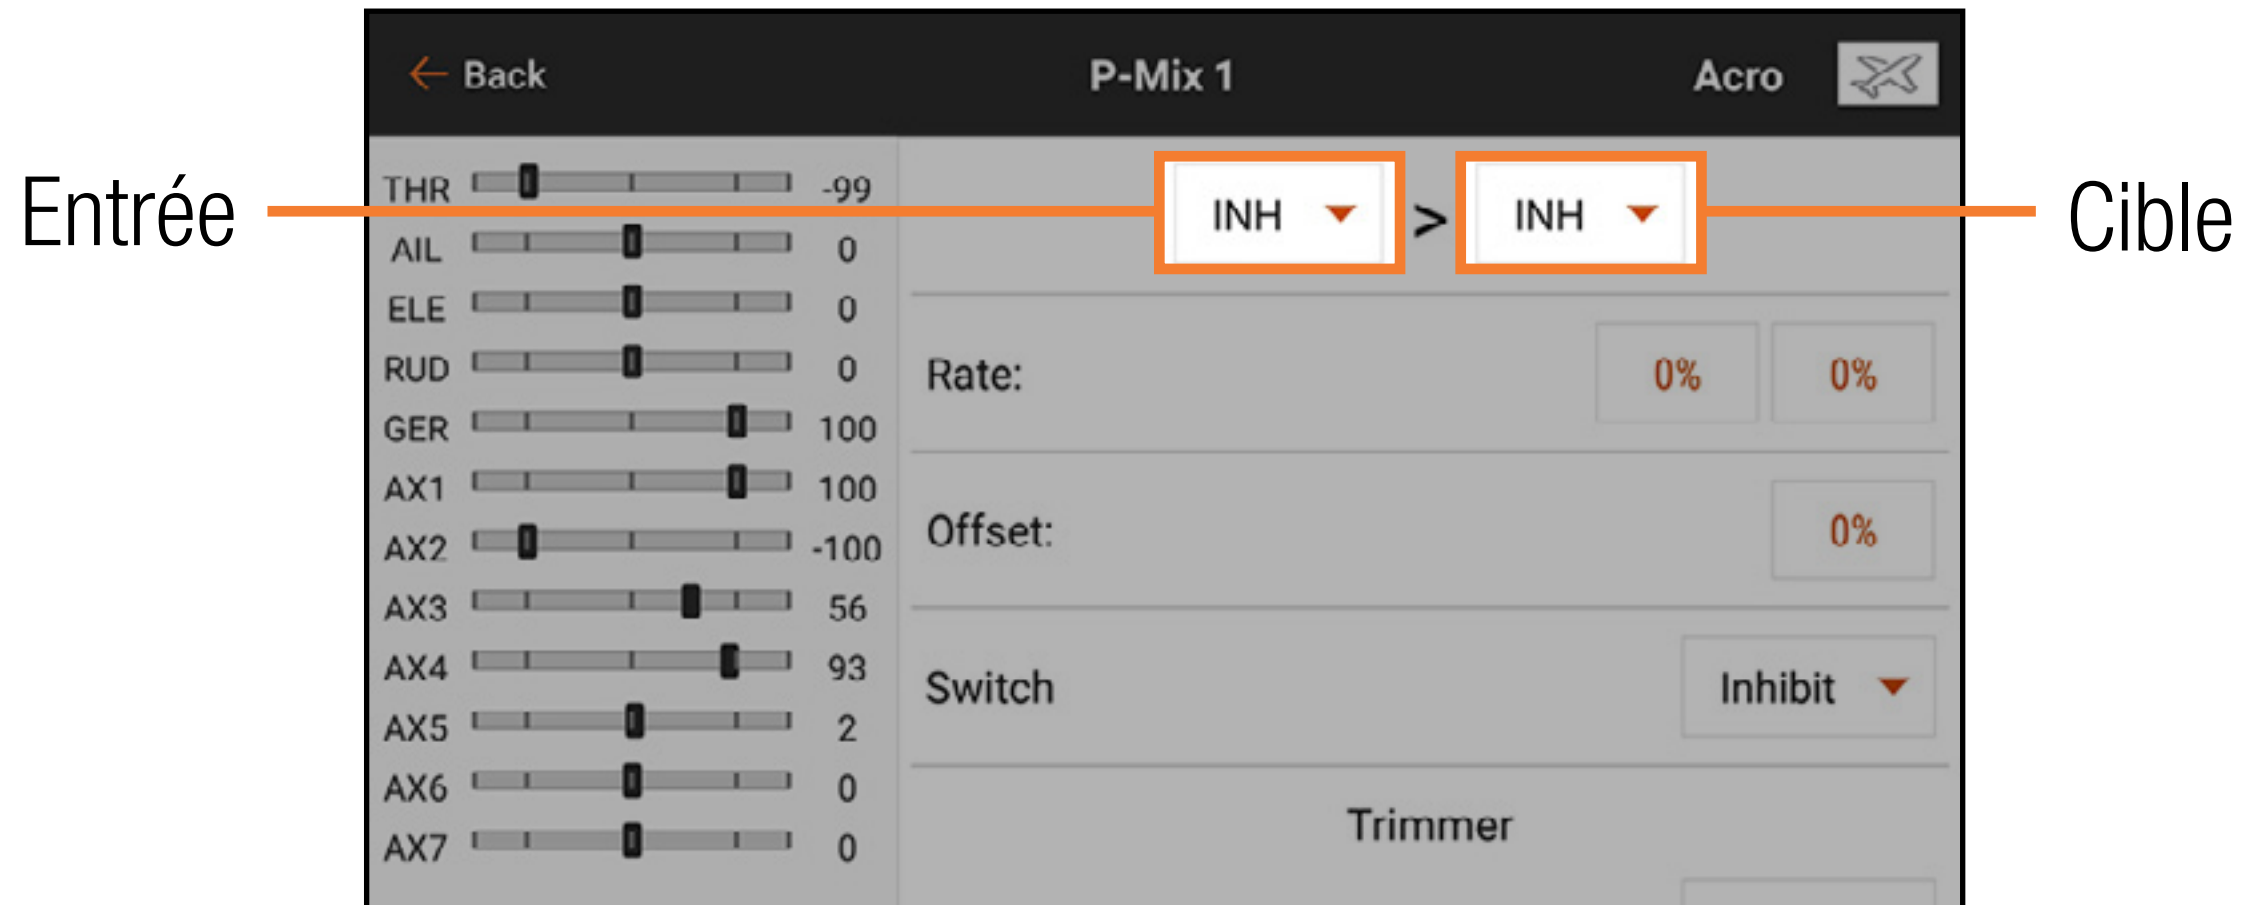 Back P-Mix 1 Acro
Entrée
INH > INH
Cible
THR -99
AIL 0
ELE 0
RUD 0
GER 100
AX1 100
AX2 -100
AX3 56
AX4 93
AX5 2
AX6 0
AX7 0
Rate: 0% 0%
Offset: 0%
Switch Inhibit
Trimmer